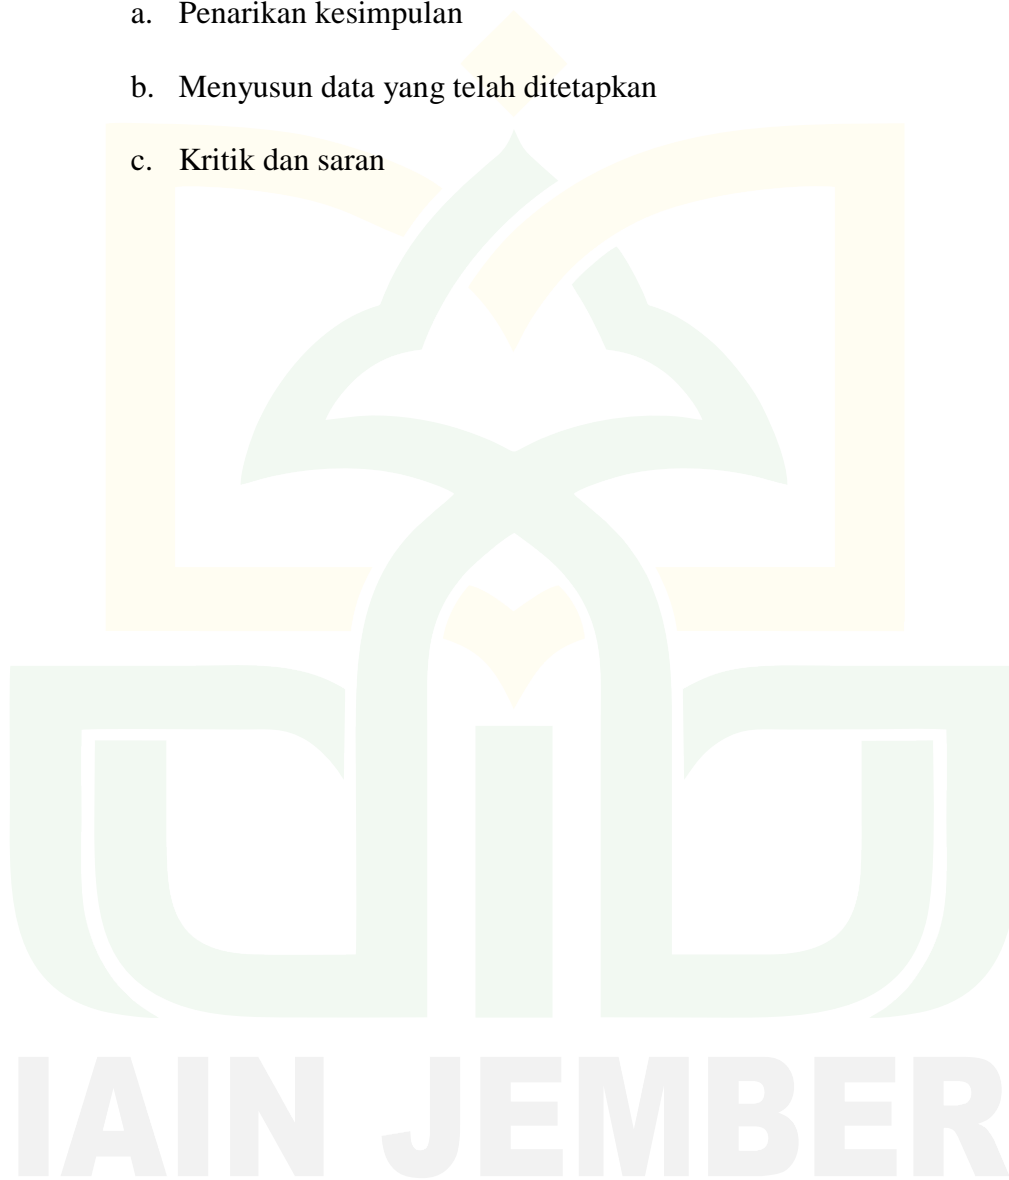 a. Penarikan kesimpulan
b. Menyusun data yang telah ditetapkan
c. Kritik dan saran
IAIN JEMBER